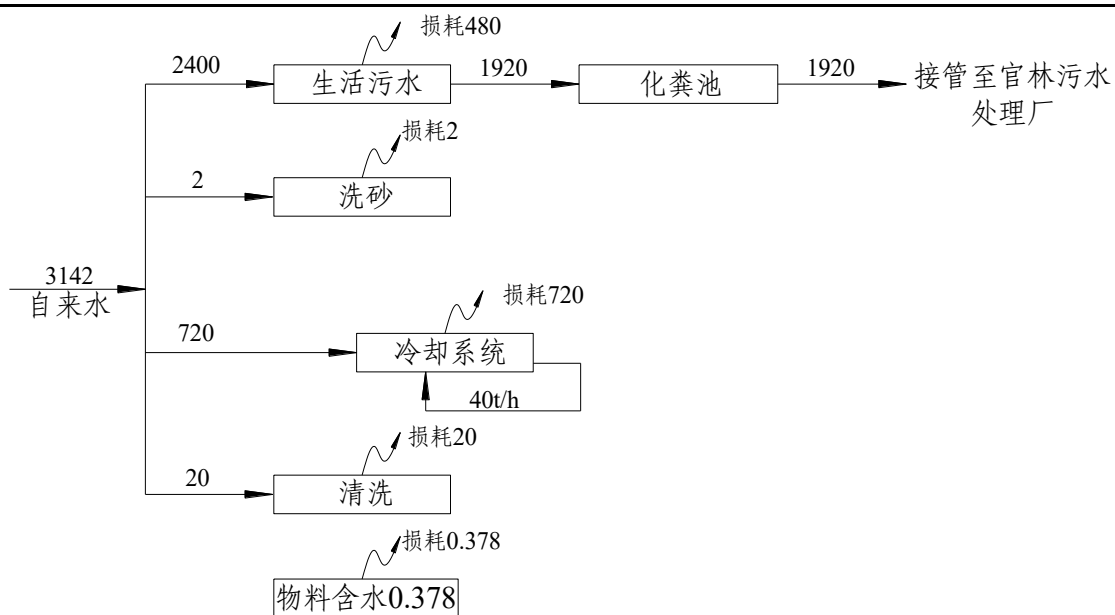 损耗480
2400
生活污水
1920
化粪池
1920
接管至官林污水
处理厂
损耗2
2
洗砂
3142
自来水
损耗720
720
冷却系统
40t/h
损耗20
20
清洗
损耗0.378
物料含水0.378